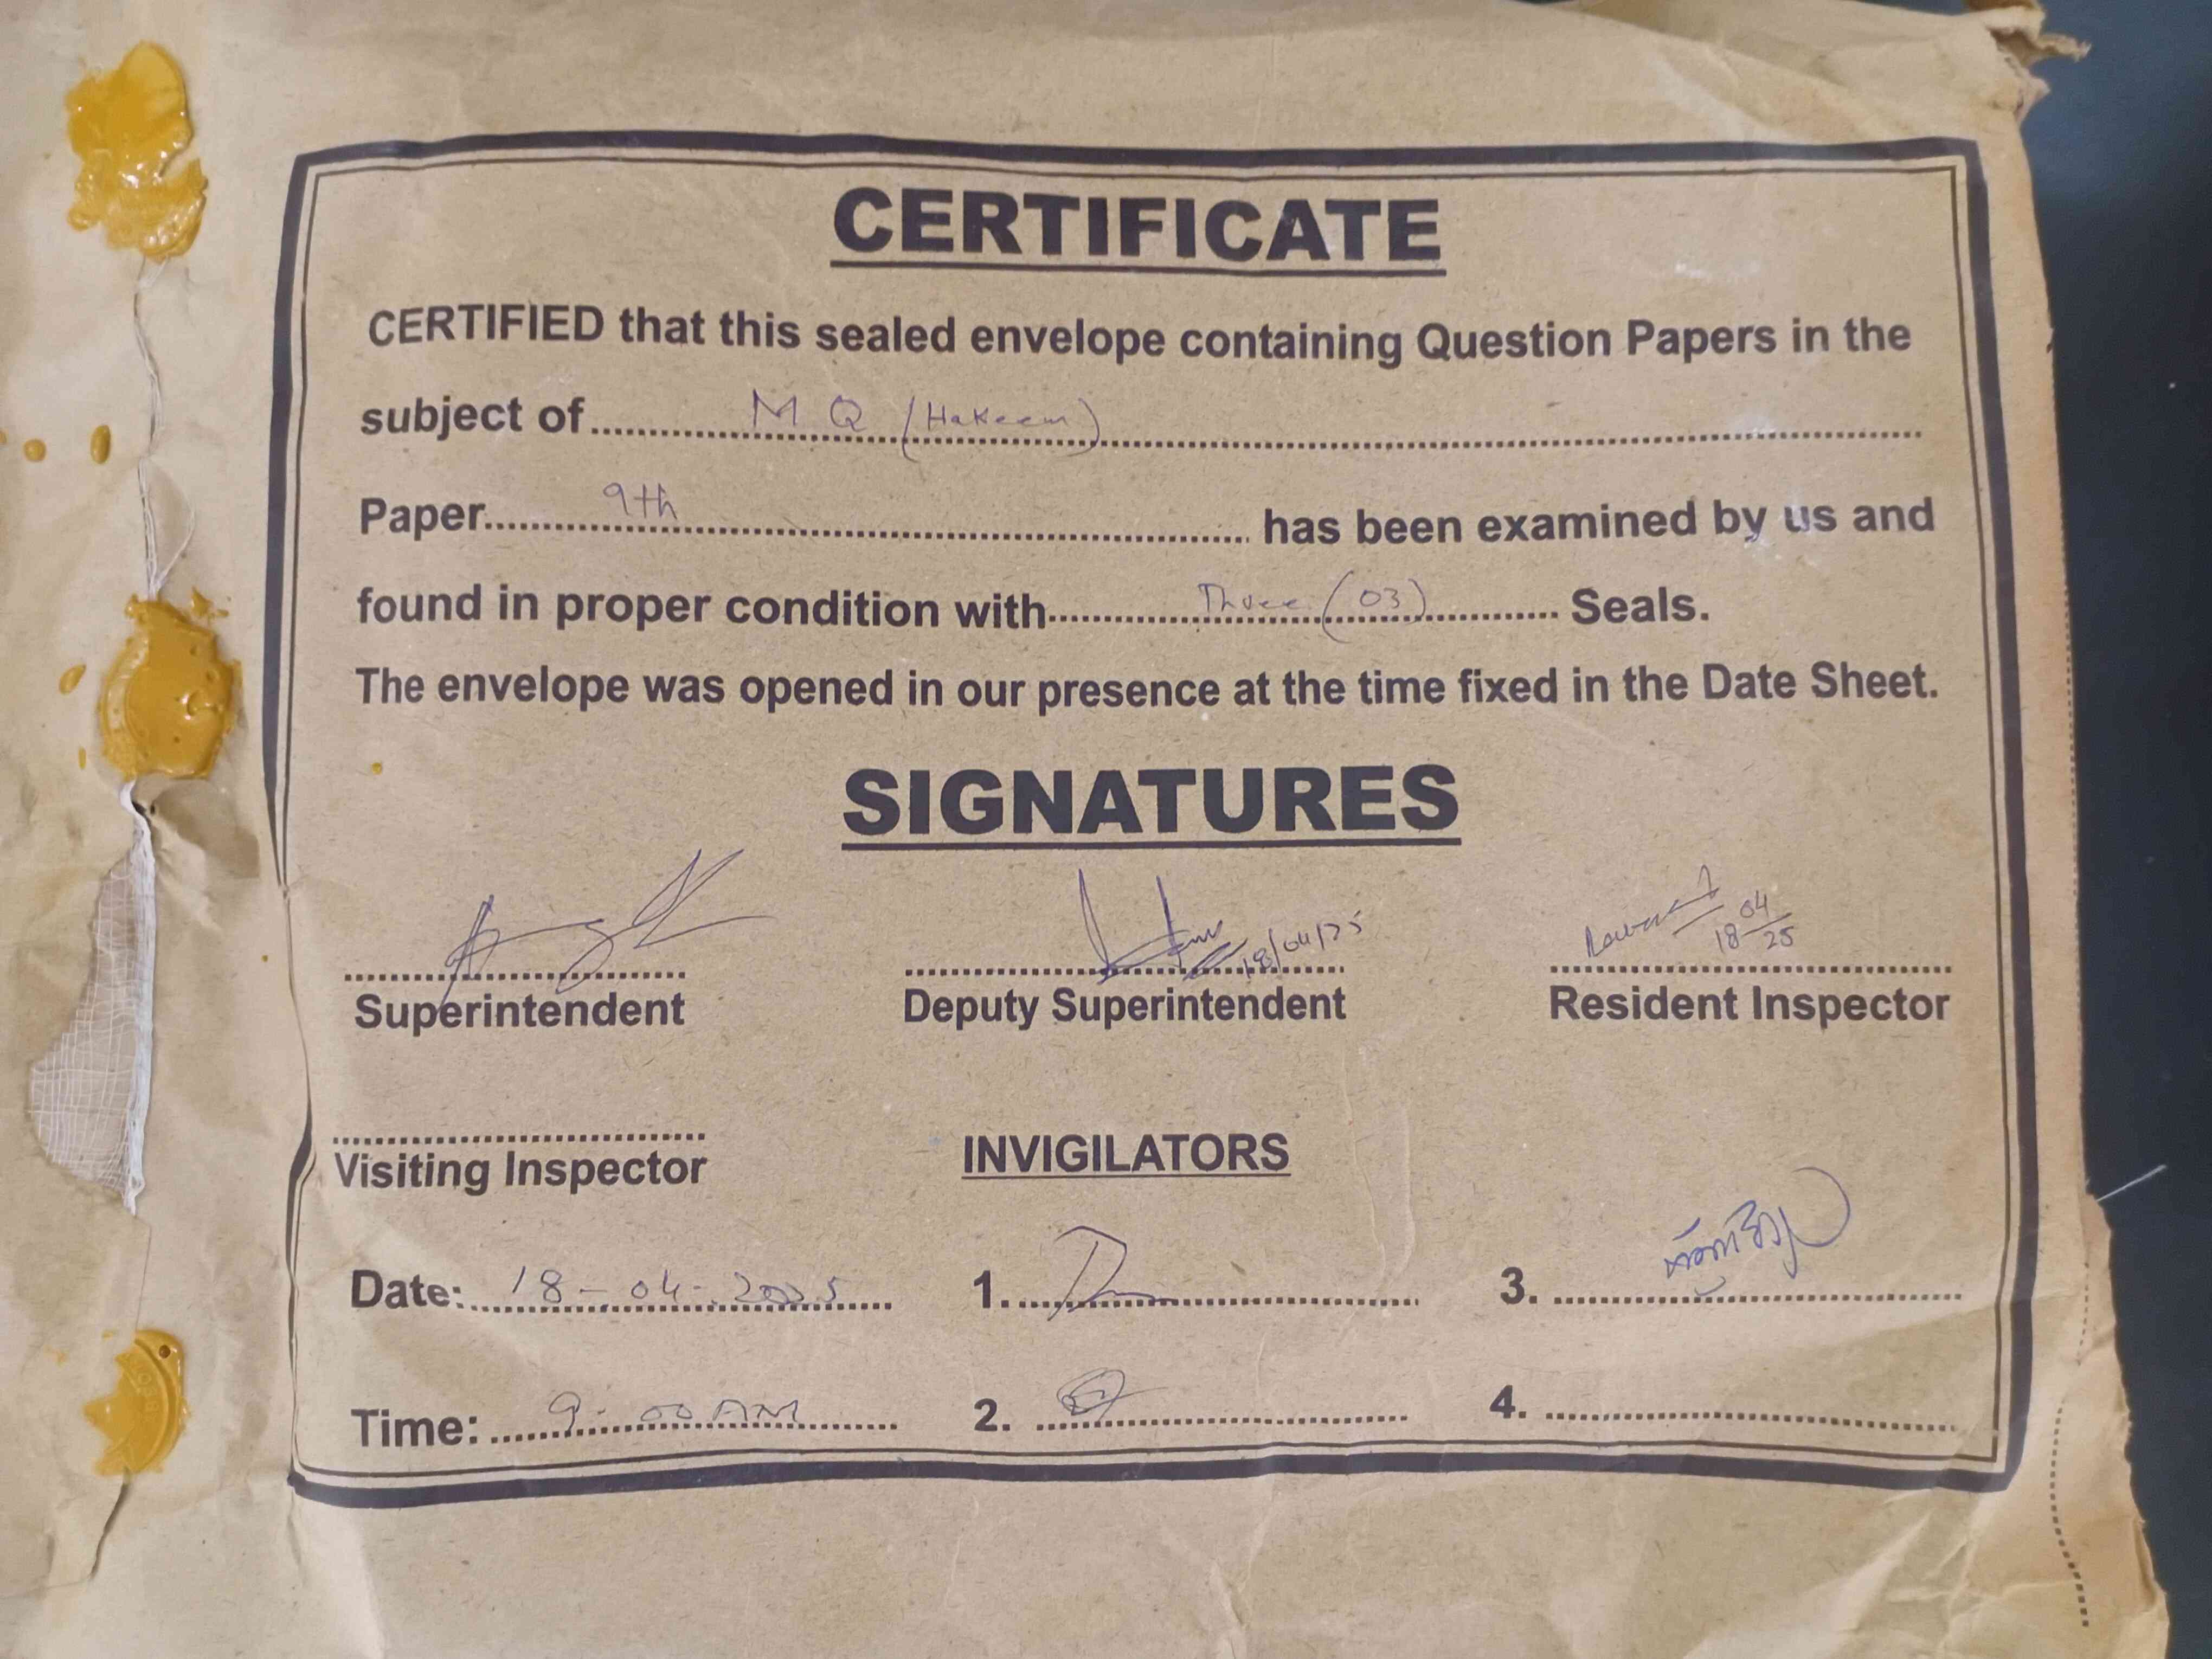 CERTIFICATE
CERTIFIED that this sealed envelope containing Question Papers in the
subject of M Q (Hakeem)
Paper 9th has been examined by us and
found in proper condition with Three (03) Seals.
The envelope was opened in our presence at the time fixed in the Date Sheet.
SIGNATURES
18/04/25
18 04 25
Superintendent Deputy Superintendent Resident Inspector
Visiting Inspector INVIGILATORS
Date: 18-04-2025 1. 3.
Time: 9:00 AM 2. 4.